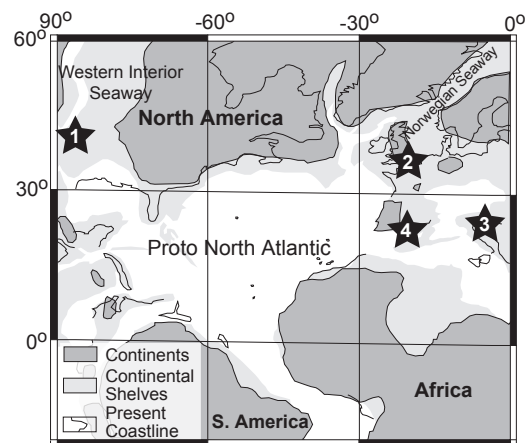 90° -60° -30° 0°
60°
Western Interior
Seaway
North America
Norwegian Seaway
1
2
30°
3
4
Proto North Atlantic
0°
Continents
Continental
Shelves
Present
Coastline
Africa
S. America